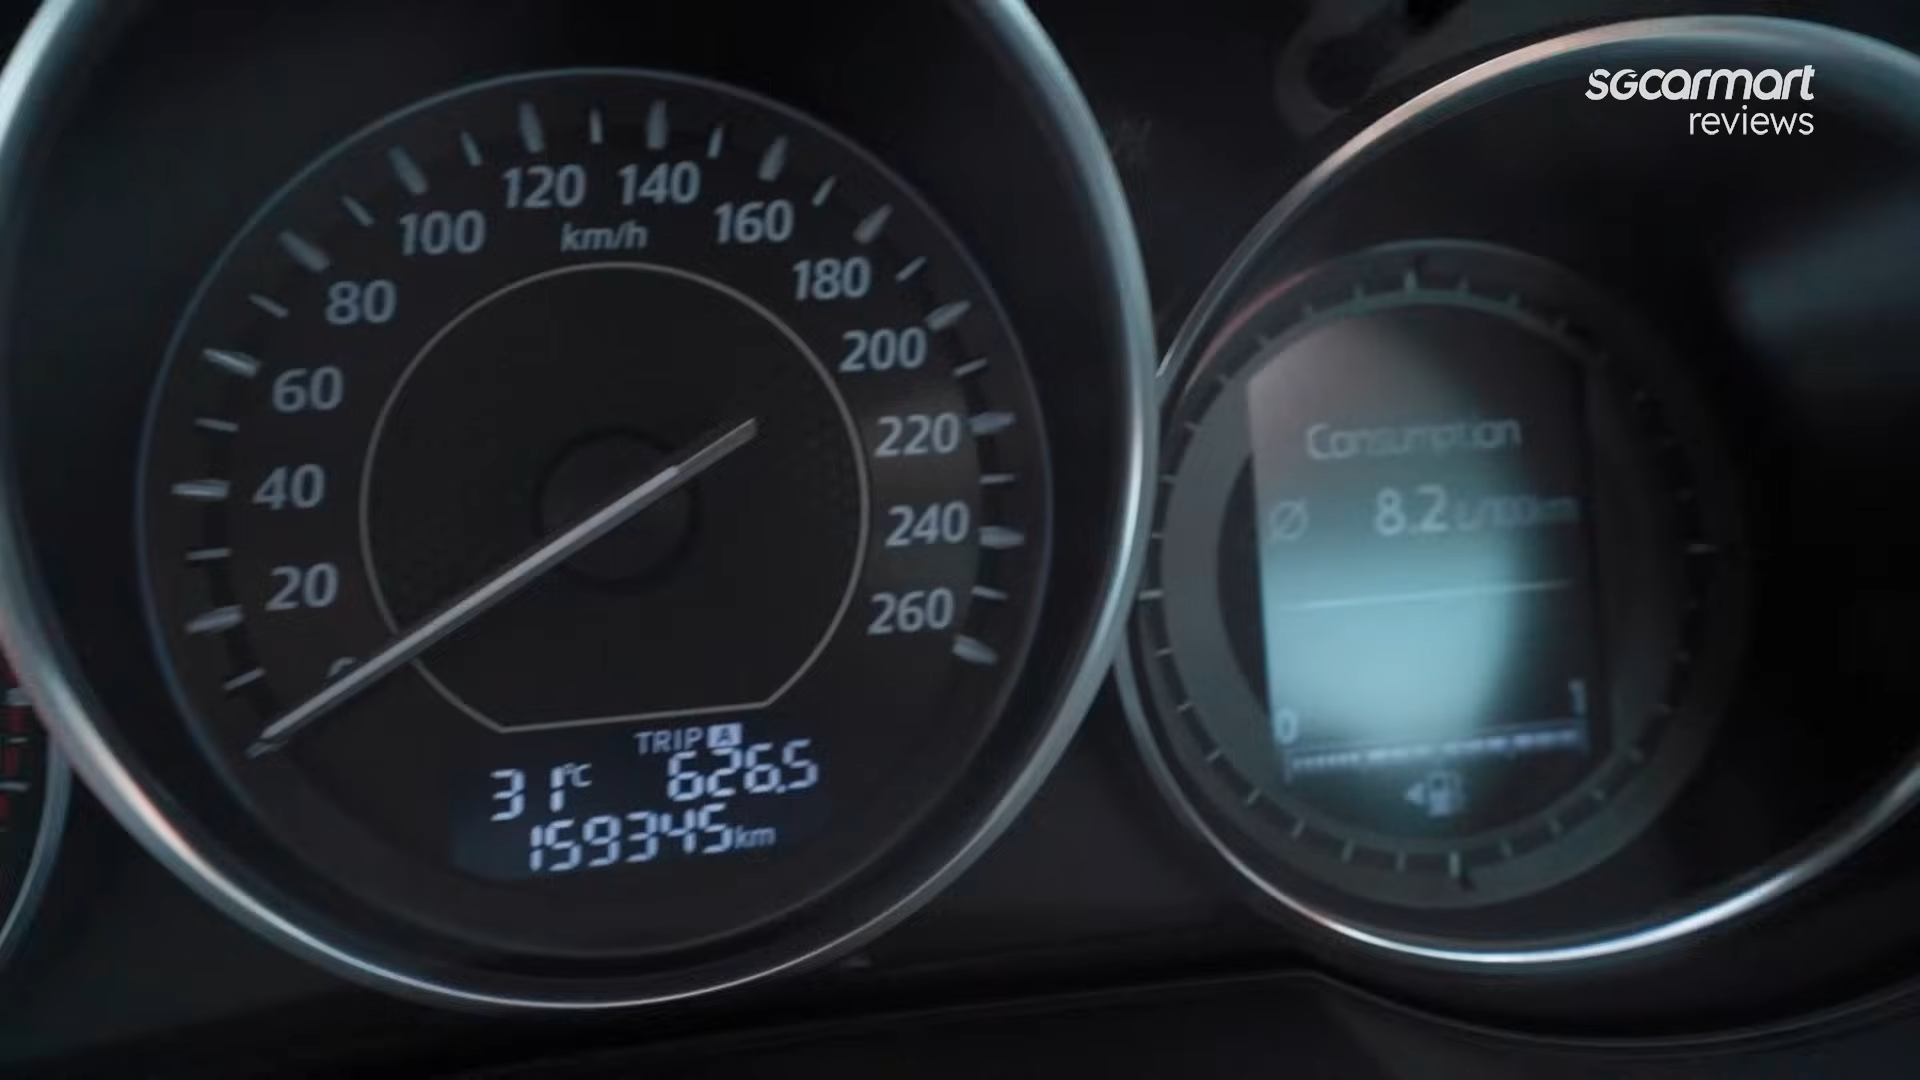 sgcarmart
reviews
0
20
40
60
80
100
120
140
160
180
200
220
240
260
km/h
TRIP A
31°C 626.5
159345km
Consumption
Ø 8.2 L/100km
0 1